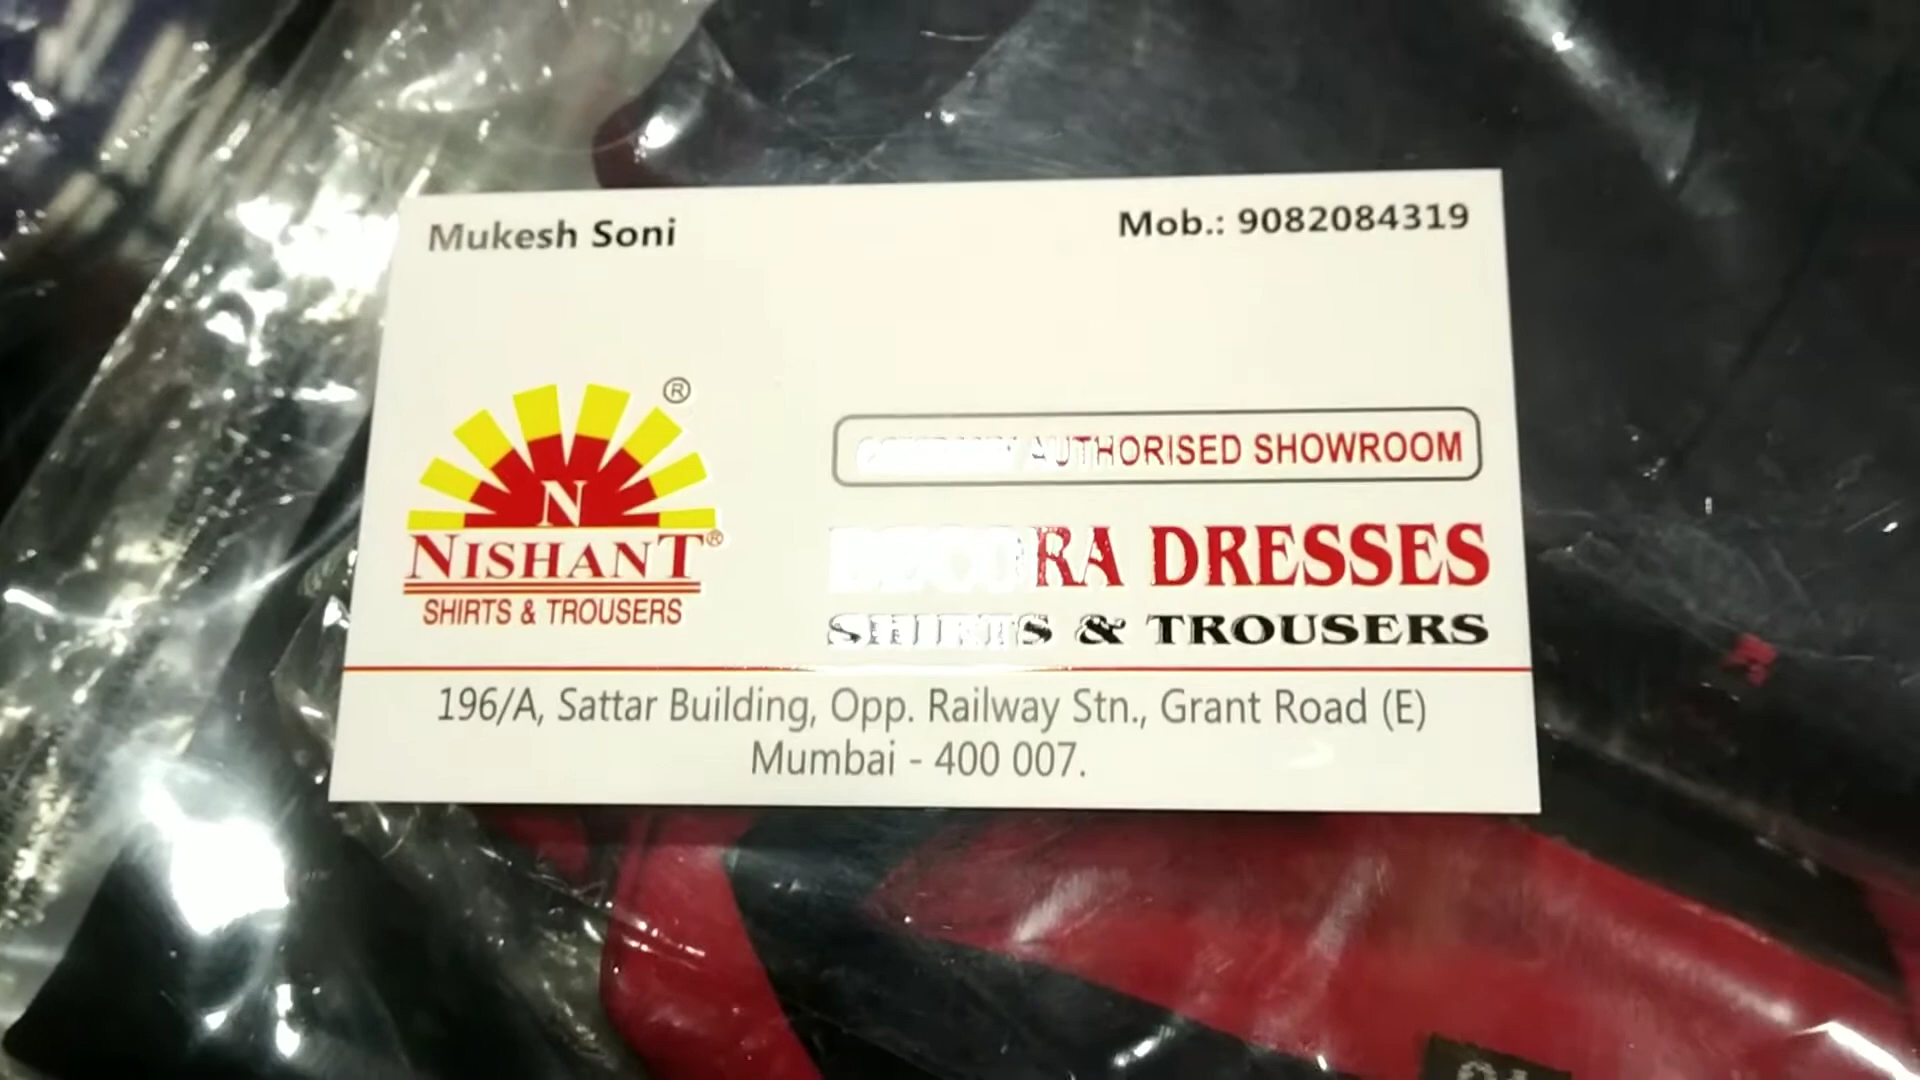 Mukesh Soni
Mob.: 9082084319
®
N
NISHANT®
SHIRTS & TROUSERS
COMPANY AUTHORISED SHOWROOM
DRESSES
SHIRTS & TROUSERS
196/A, Sattar Building, Opp. Railway Stn., Grant Road (E)
Mumbai - 400 007.